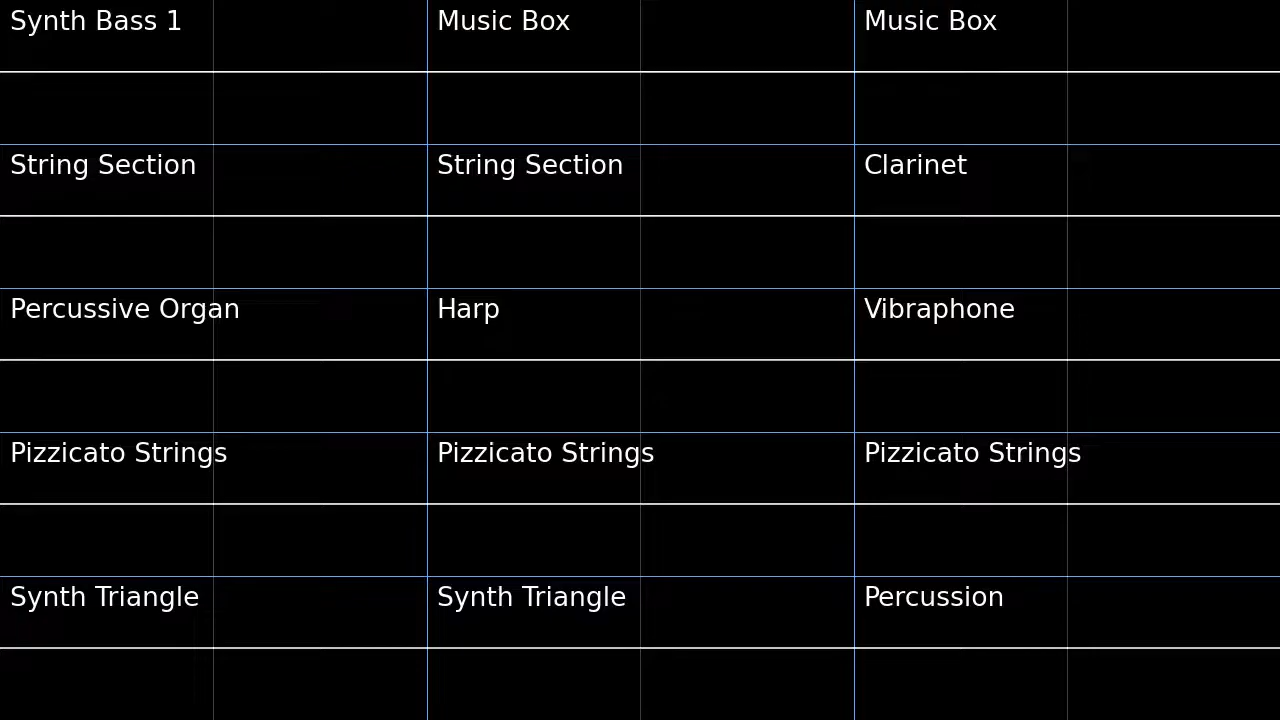 Synth Bass 1
Music Box
Music Box
String Section
String Section
Clarinet
Percussive Organ
Harp
Vibraphone
Pizzicato Strings
Pizzicato Strings
Pizzicato Strings
Synth Triangle
Synth Triangle
Percussion